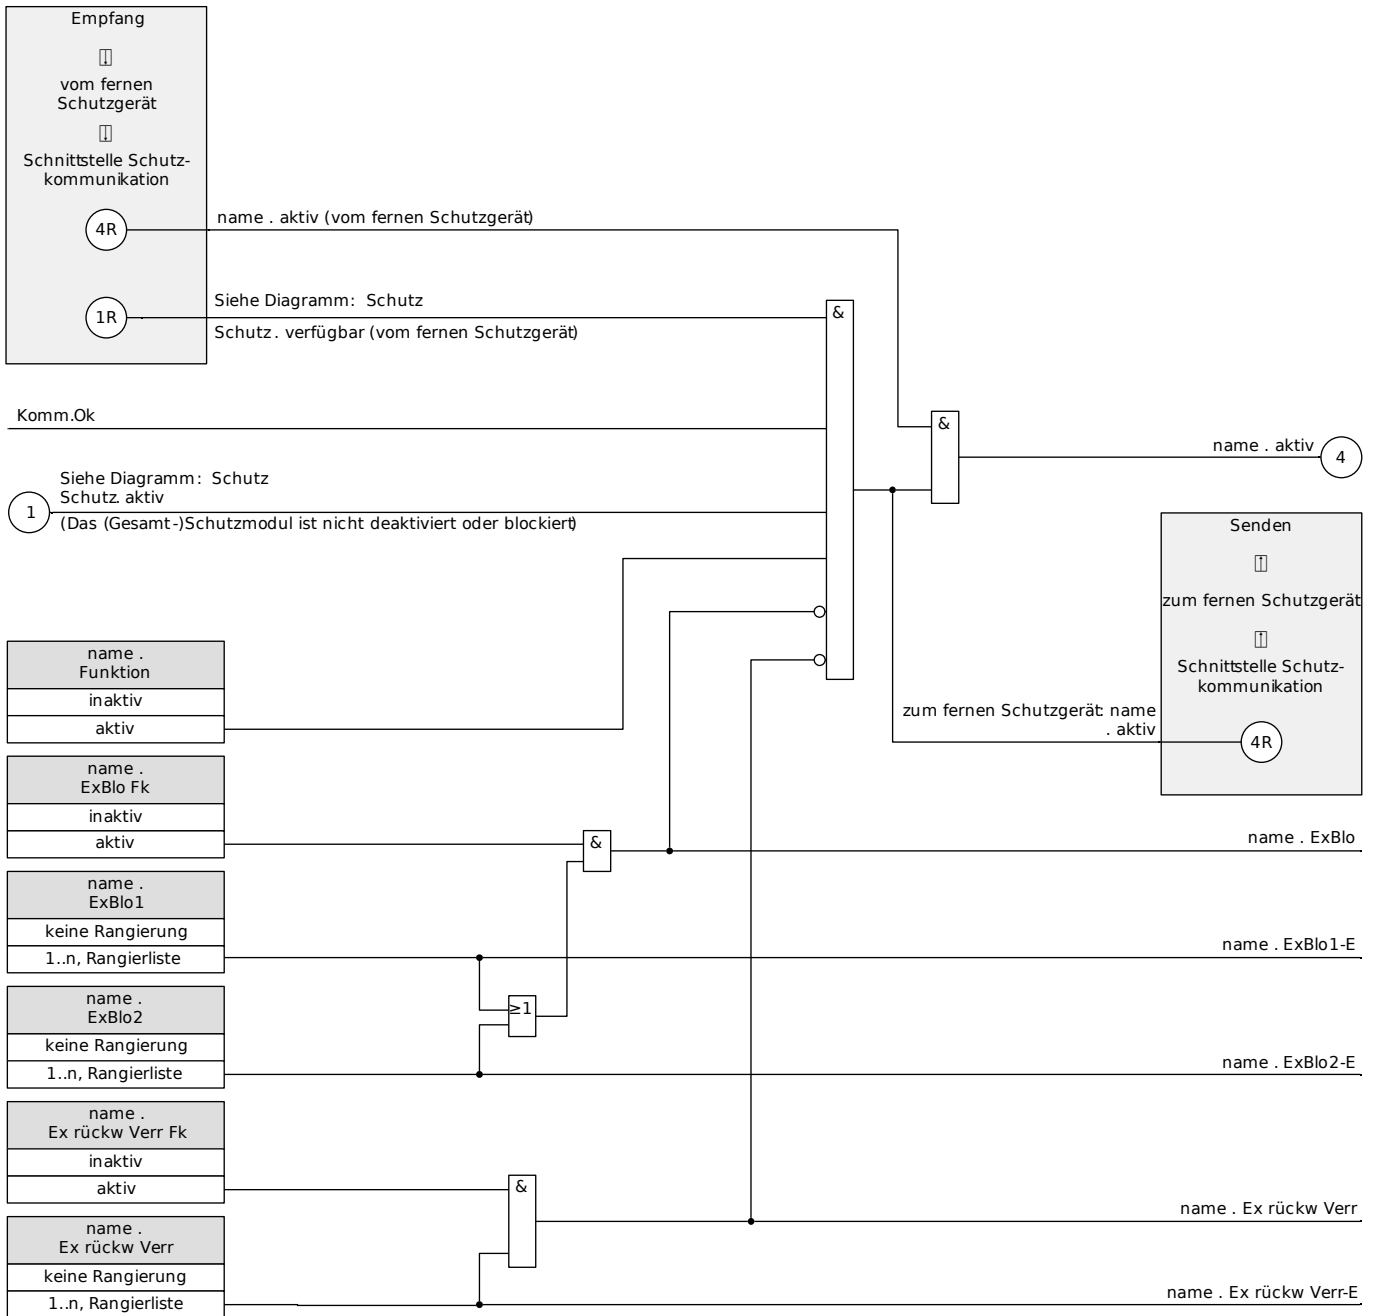 Empfang
vom fernen
Schutzgerät
Schnittstelle Schutz-
kommunikation
4R
name . aktiv (vom fernen Schutzgerät)
1R
Siehe Diagramm: Schutz
Schutz . verfügbar (vom fernen Schutzgerät)
&
Komm.Ok
&
name . aktiv
4
Siehe Diagramm: Schutz
Schutz. aktiv
1
(Das (Gesamt-)Schutzmodul ist nicht deaktiviert oder blockiert)
Senden
zum fernen Schutzgerät
Schnittstelle Schutz-
kommunikation
zum fernen Schutzgerät: name
. aktiv
4R
name .
Funktion
inaktiv
aktiv
name .
ExBlo Fk
inaktiv
aktiv
&
name . ExBlo
name .
ExBlo1
keine Rangierung
1..n, Rangierliste
name . ExBlo1-E
name .
ExBlo2
keine Rangierung
1..n, Rangierliste
≥1
name . ExBlo2-E
name .
Ex rückw Verr Fk
inaktiv
aktiv
&
name . Ex rückw Verr
name .
Ex rückw Verr
keine Rangierung
1..n, Rangierliste
name . Ex rückw Verr-E